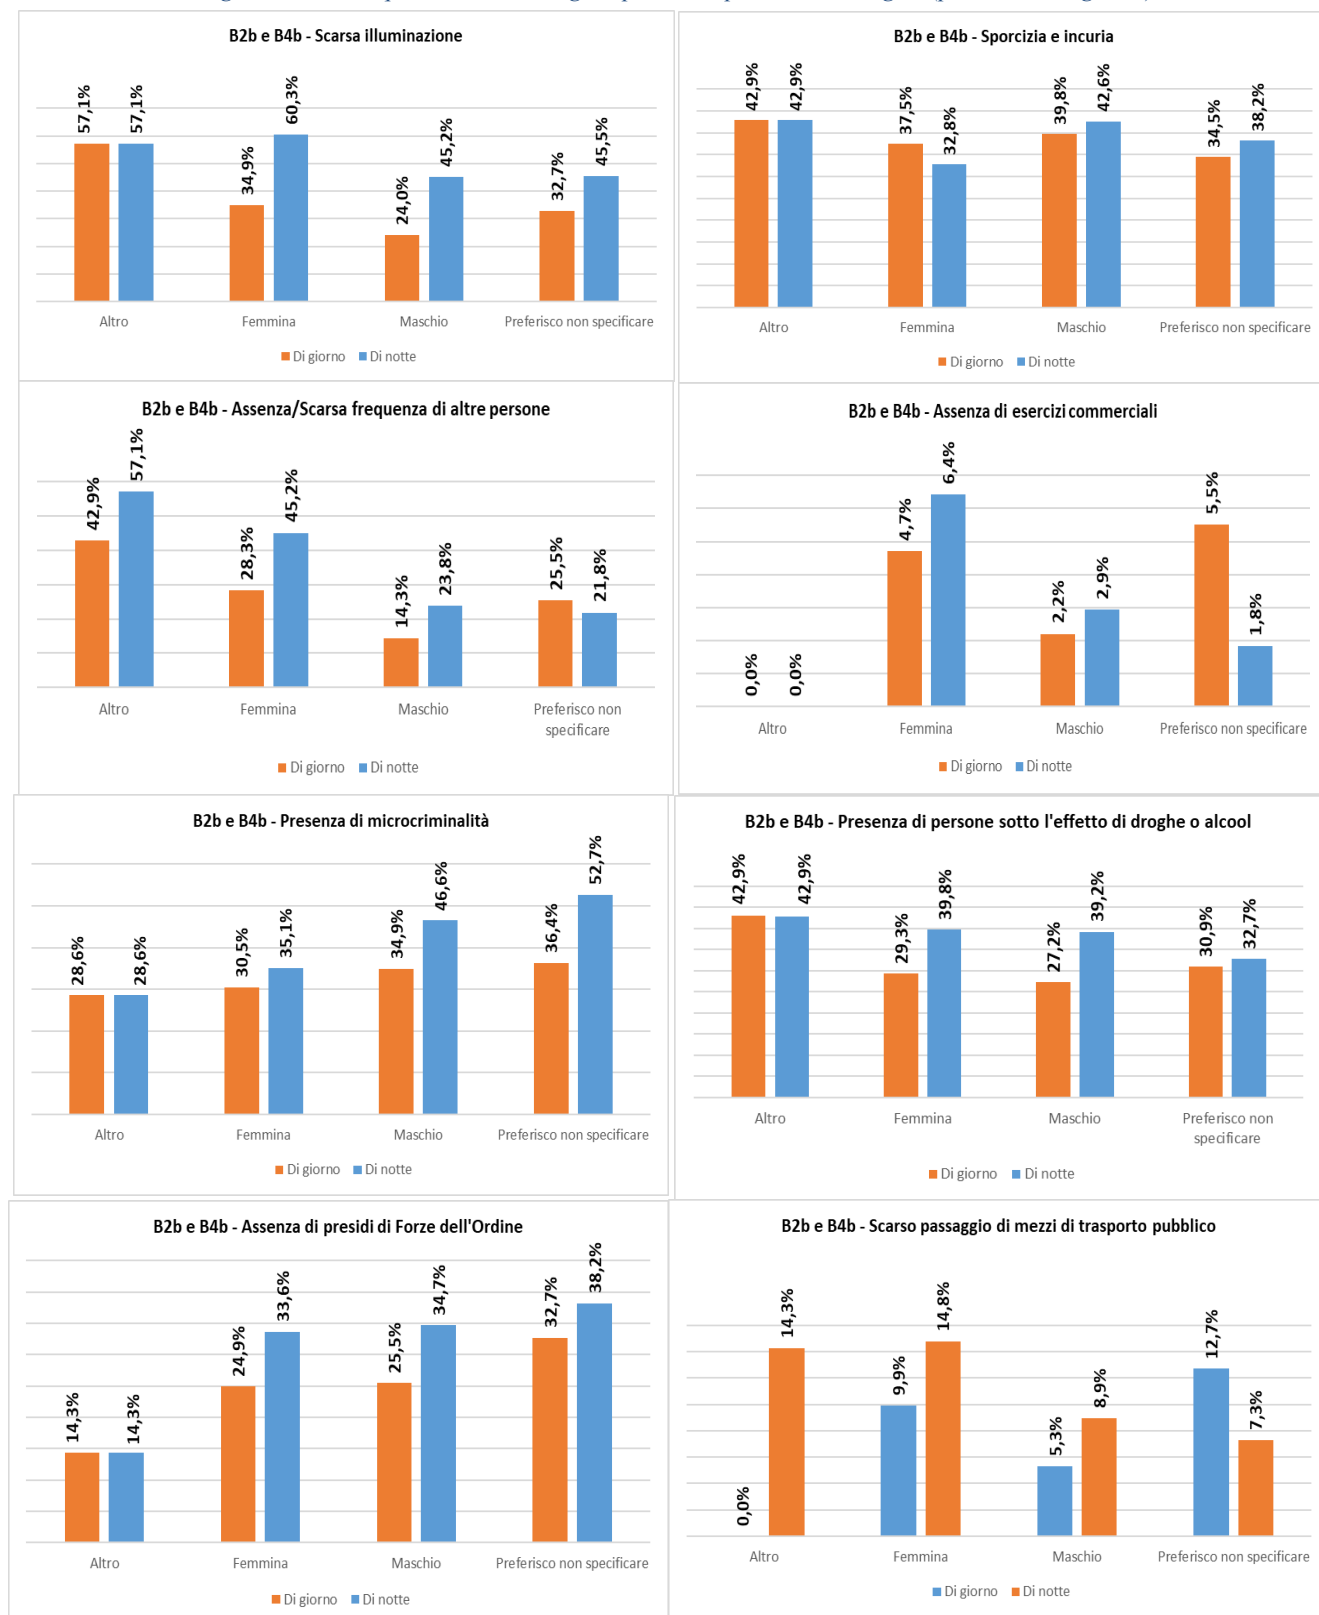 B2b e B4b - Scarsa illuminazione
57,1% 57,1% 34,9% 60,3% 24,0% 45,2% 32,7% 45,5%
Altro Femmina Maschio Preferisco non specificare
Di giorno Di notte
B2b e B4b - Sporcizia e incuria
42,9% 42,9% 37,5% 32,8% 39,8% 42,6% 34,5% 38,2%
Altro Femmina Maschio Preferisco non specificare
Di giorno Di notte
B2b e B4b - Assenza/Scarsa frequenza di altre persone
42,9% 57,1% 28,3% 45,2% 14,3% 23,8% 25,5% 21,8%
Altro Femmina Maschio Preferisco non
specificare
Di giorno Di notte
B2b e B4b - Assenza di esercizi commerciali
0,0% 0,0% 4,7% 6,4% 2,2% 2,9% 5,5% 1,8%
Altro Femmina Maschio Preferisco non specificare
Di giorno Di notte
B2b e B4b - Presenza di microcriminalità
28,6% 28,6% 30,5% 35,1% 34,9% 46,6% 36,4% 52,7%
Altro Femmina Maschio Preferisco non specificare
Di giorno Di notte
B2b e B4b - Presenza di persone sotto l'effetto di droghe o alcool
42,9% 42,9% 29,3% 39,8% 27,2% 39,2% 30,9% 32,7%
Altro Femmina Maschio Preferisco non
specificare
Di giorno Di notte
B2b e B4b - Assenza di presidi di Forze dell'Ordine
14,3% 14,3% 24,9% 33,6% 25,5% 34,7% 32,7% 38,2%
Altro Femmina Maschio Preferisco non specificare
Di giorno Di notte
B2b e B4b - Scarso passaggio di mezzi di trasporto pubblico
0,0% 14,3% 9,9% 14,8% 5,3% 8,9% 12,7% 7,3%
Altro Femmina Maschio Preferisco non specificare
Di giorno Di notte